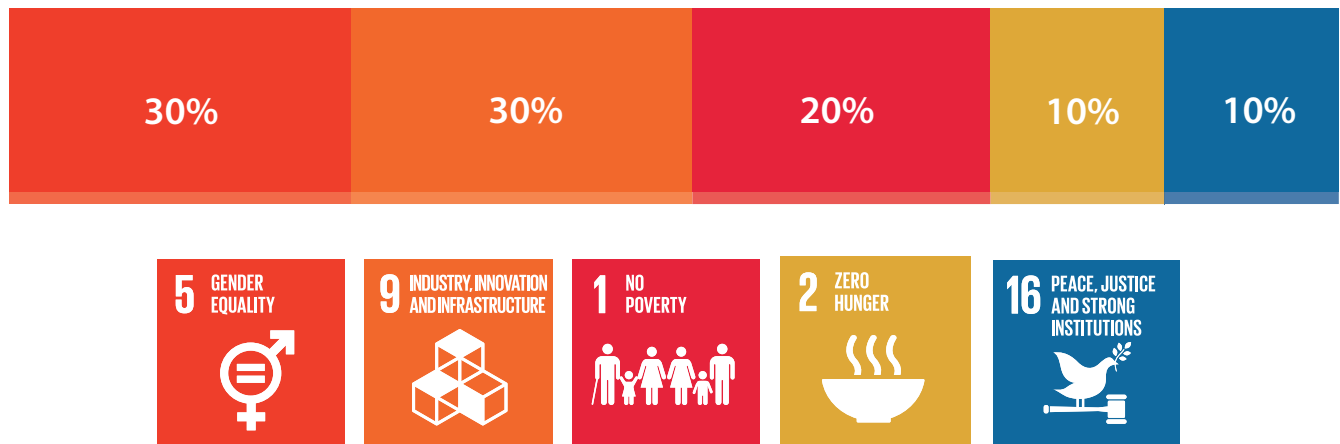 30% 30% 20% 10% 10%
5 GENDER
EQUALITY
9 INDUSTRY, INNOVATION
AND INFRASTRUCTURE
1 NO
POVERTY
2 ZERO
HUNGER
16 PEACE, JUSTICE
AND STRONG
INSTITUTIONS